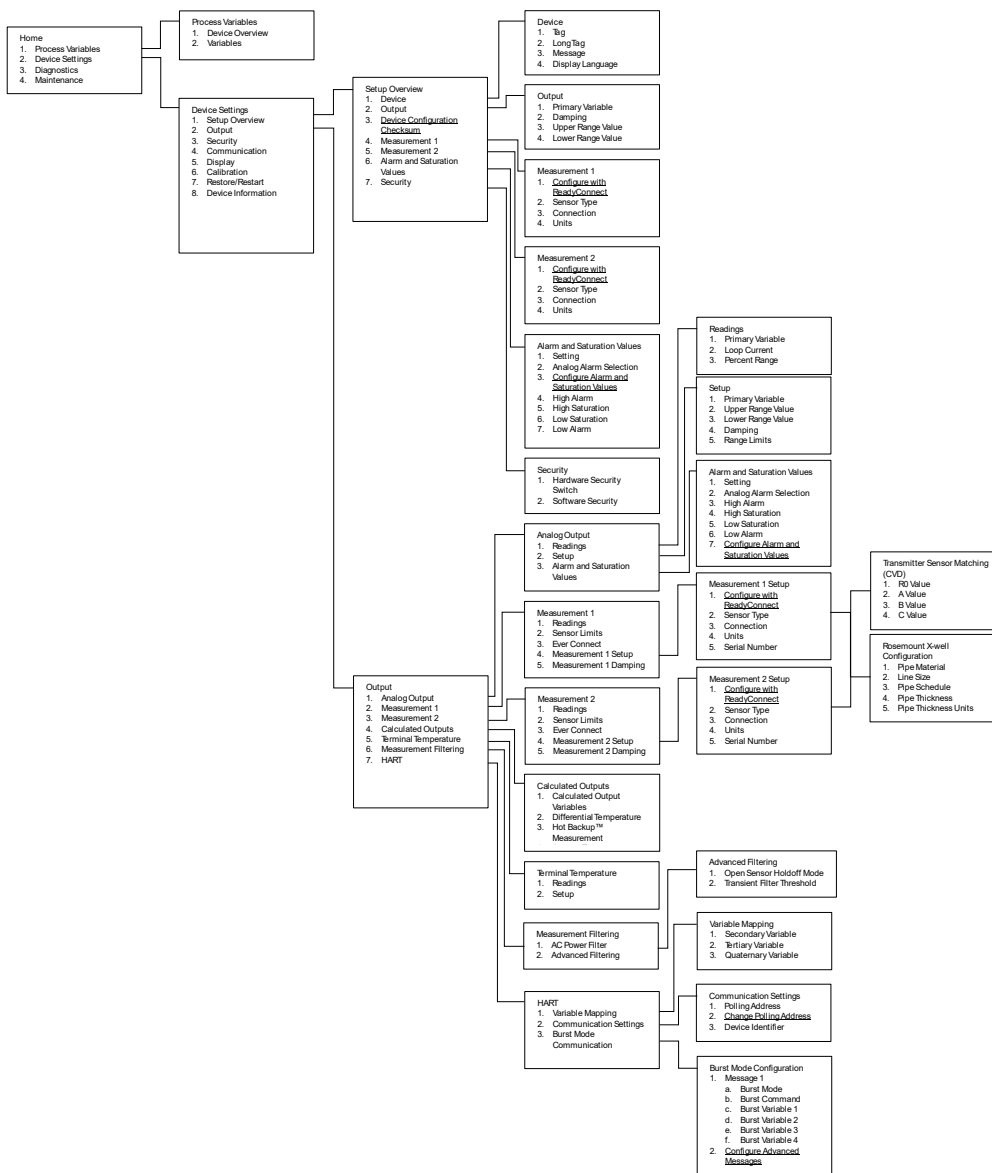 Home
1. Process Variables
2. Device Settings
3. Diagnostics
4. Maintenance
Process Variables
1. Device Overview
2. Variables
Device Settings
1. Setup Overview
2. Output
3. Security
4. Communication
5. Display
6. Calibration
7. Restore/Restart
8. Device Information
Setup Overview
1. Device
2. Output
3. Device Configuration
Checksum
4. Measurement 1
5. Measurement 2
6. Alarm and Saturation
Values
7. Security
Device
1. Tag
2. Long Tag
3. Message
4. Display Language
Output
1. Primary Variable
2. Damping
3. Upper Range Value
4. Lower Range Value
Measurement 1
1. Configure with
ReadyConnect
2. Sensor Type
3. Connection
4. Units
Measurement 2
1. Configure with
ReadyConnect
2. Sensor Type
3. Connection
4. Units
Alarm and Saturation Values
1. Setting
2. Analog Alarm Selection
3. Configure Alarm and
Saturation Values
4. High Alarm
5. High Saturation
6. Low Saturation
7. Low Alarm
Security
1. Hardware Security
Switch
2. Software Security
Output
1. Analog Output
2. Measurement 1
3. Measurement 2
4. Calculated Outputs
5. Terminal Temperature
6. Measurement Filtering
7. HART
Analog Output
1. Readings
2. Setup
3. Alarm and Saturation
Values
Readings
1. Primary Variable
2. Loop Current
3. Percent Range
Setup
1. Primary Variable
2. Upper Range Value
3. Lower Range Value
4. Damping
5. Range Limits
Alarm and Saturation Values
1. Setting
2. Analog Alarm Selection
3. High Alarm
4. High Saturation
5. Low Saturation
6. Low Alarm
7. Configure Alarm and
Saturation Values
Measurement 1
1. Readings
2. Sensor Limits
3. Ever Connect
4. Measurement 1 Setup
5. Measurement 1 Damping
Measurement 1 Setup
1. Configure with
ReadyConnect
2. Sensor Type
3. Connection
4. Units
5. Serial Number
Transmitter Sensor Matching
(CVD)
1. R0 Value
2. A Value
3. B Value
4. C Value
Rosemount X-well
Configuration
1. Pipe Material
2. Line Size
3. Pipe Schedule
4. Pipe Thickness
5. Pipe Thickness Units
Measurement 2
1. Readings
2. Sensor Limits
3. Ever Connect
4. Measurement 2 Setup
5. Measurement 2 Damping
Measurement 2 Setup
1. Configure with
ReadyConnect
2. Sensor Type
3. Connection
4. Units
5. Serial Number
Calculated Outputs
1. Calculated Output
Variables
2. Differential Temperature
3. Hot Backup™
Measurement
Terminal Temperature
1. Readings
2. Setup
Measurement Filtering
1. AC Power Filter
2. Advanced Filtering
Advanced Filtering
1. Open Sensor Holdoff Mode
2. Transient Filter Threshold
HART
1. Variable Mapping
2. Communication Settings
3. Burst Mode
Communication
Variable Mapping
1. Secondary Variable
2. Tertiary Variable
3. Quaternary Variable
Communication Settings
1. Polling Address
2. Change Polling Address
3. Device Identifier
Burst Mode Configuration
1. Message 1
a. Burst Mode
b. Burst Command
c. Burst Variable 1
d. Burst Variable 2
e. Burst Variable 3
f. Burst Variable 4
2. Configure Advanced
Messages